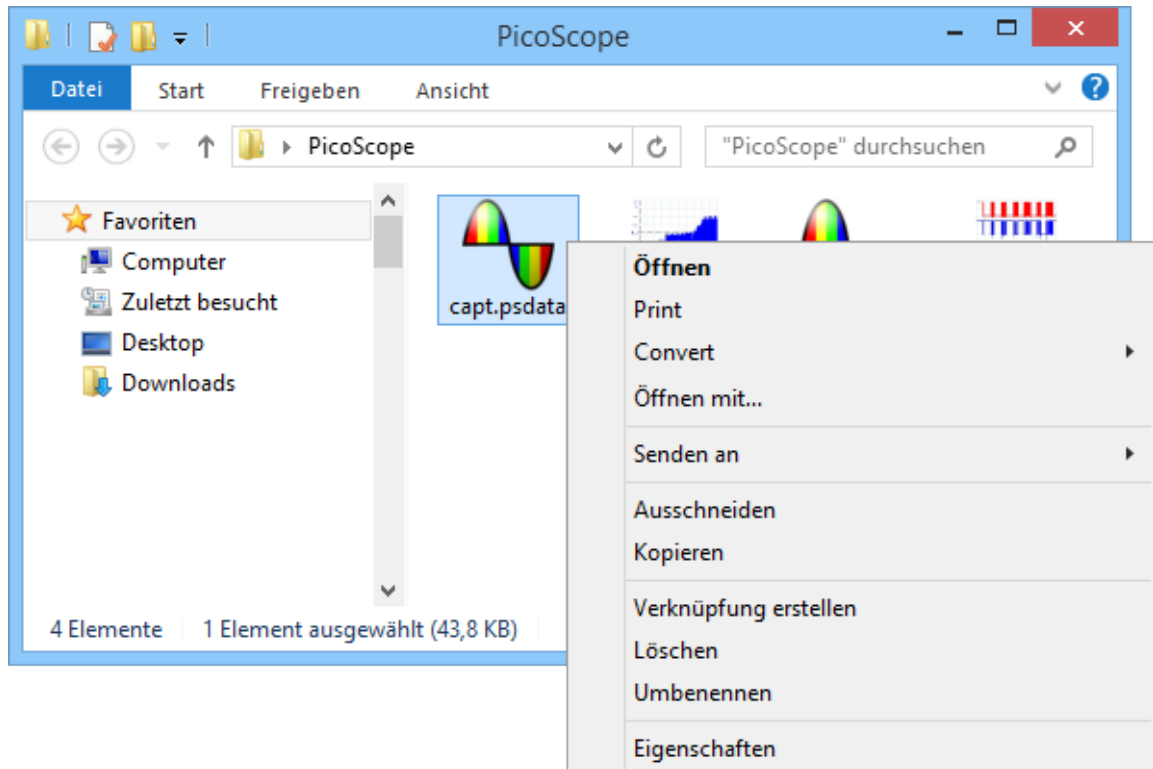 PicoScope
Datei Start Freigeben Ansicht
PicoScope "PicoScope" durchsuchen
Favoriten
Computer
Zuletzt besucht
Desktop
Downloads
capt.psdata
Öffnen
Print
Convert
Öffnen mit...
Senden an
Ausschneiden
Kopieren
Verknüpfung erstellen
Löschen
Umbenennen
Eigenschaften
4 Elemente 1 Element ausgewählt (43,8 KB)